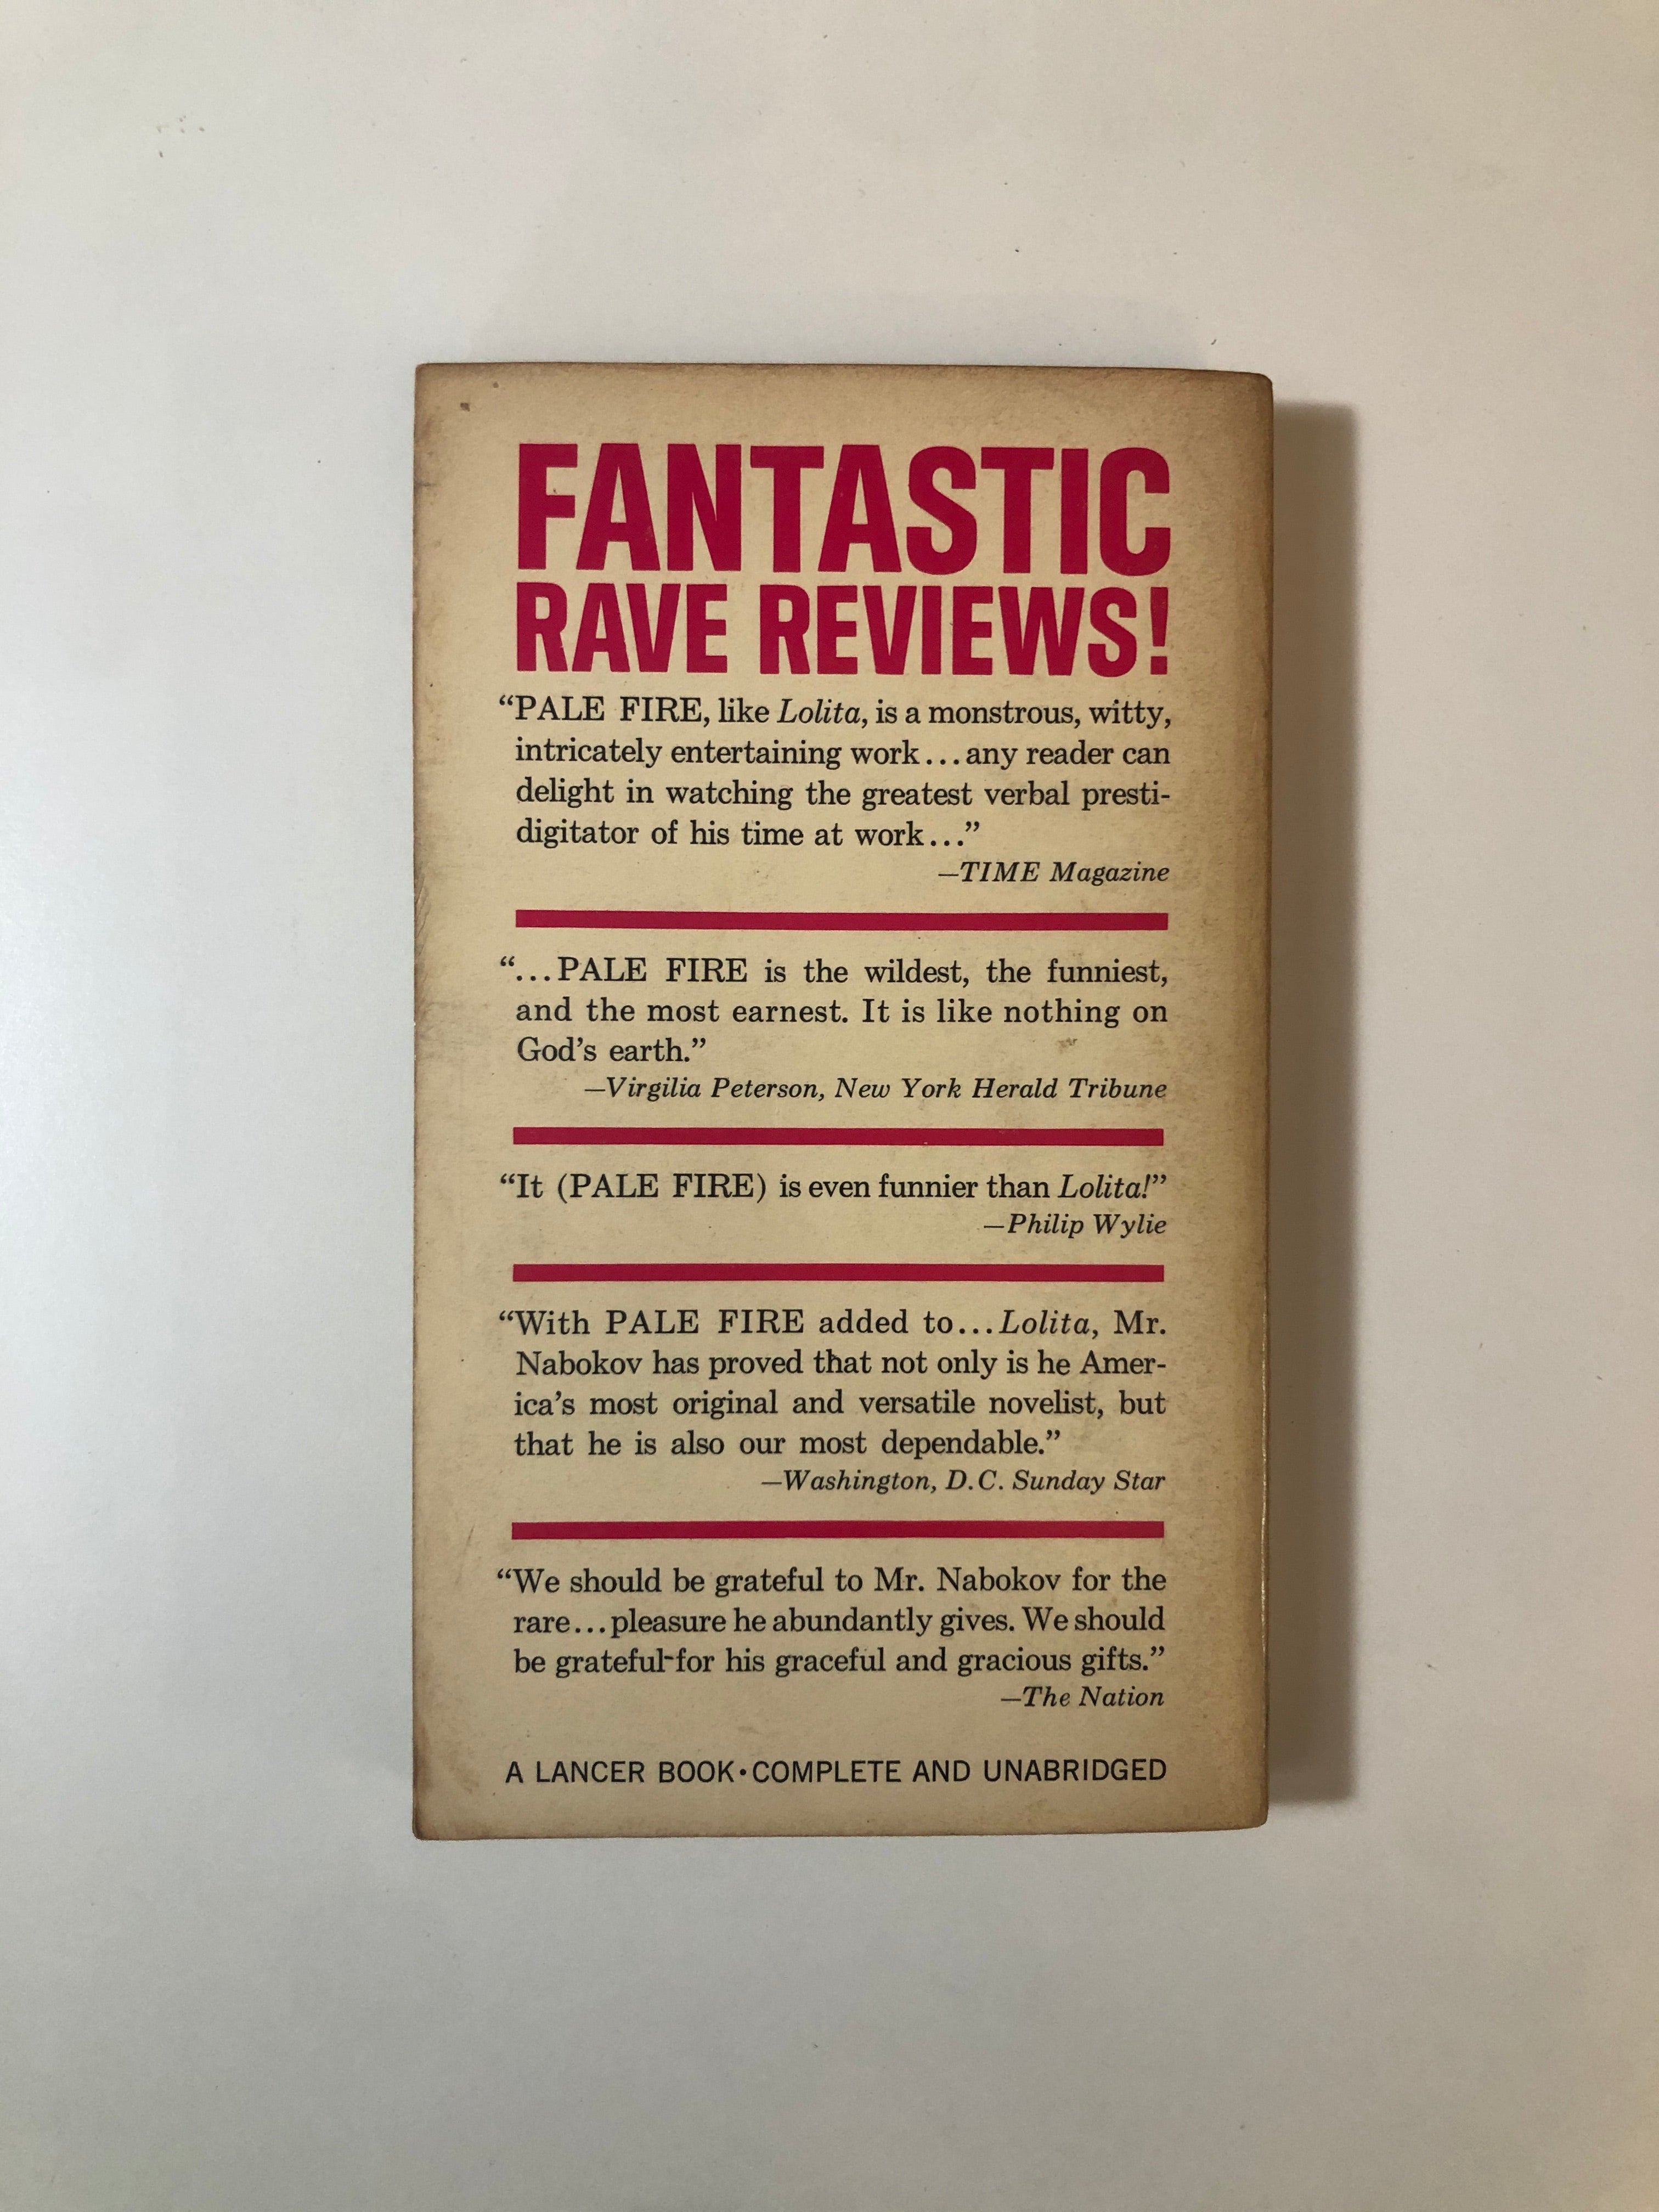 FANTASTIC
RAVE REVIEWS!
“PALE FIRE, like Lolita, is a monstrous, witty,
intricately entertaining work...any reader can
delight in watching the greatest verbal presti-
digitator of his time at work...”
—TIME Magazine
“...PALE FIRE is the wildest, the funniest,
and the most earnest. It is like nothing on
God’s earth.”
—Virgilia Peterson, New York Herald Tribune
“It (PALE FIRE) is even funnier than Lolita!”
—Philip Wylie
“With PALE FIRE added to...Lolita, Mr.
Nabokov has proved that not only is he Amer-
ica’s most original and versatile novelist, but
that he is also our most dependable.”
—Washington, D.C. Sunday Star
“We should be grateful to Mr. Nabokov for the
rare...pleasure he abundantly gives. We should
be grateful for his graceful and gracious gifts.”
—The Nation
A LANCER BOOK•COMPLETE AND UNABRIDGED